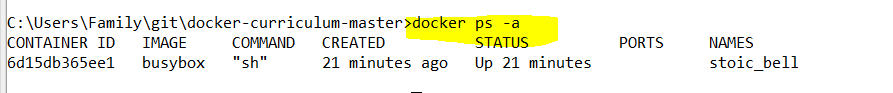 C:\Users\Family\git\docker-curriculum-master>docker ps -a
CONTAINER ID   IMAGE     COMMAND   CREATED          STATUS          PORTS     NAMES
6d15db365ee1   busybox   "sh"      21 minutes ago   Up 21 minutes             stoic_bell